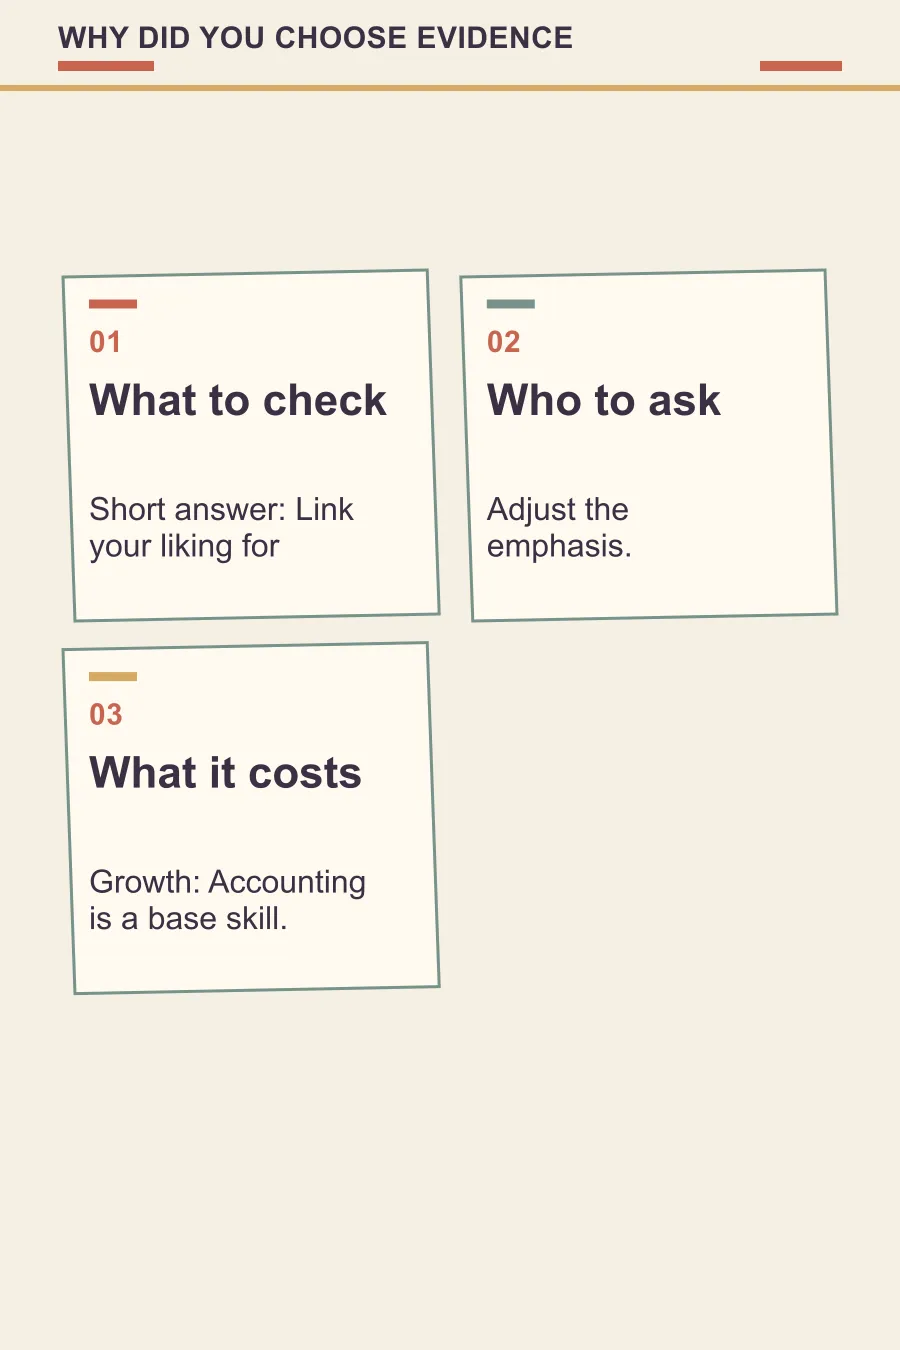 WHY DID YOU CHOOSE EVIDENCE
01
What to check
Short answer: Link
your liking for
02
Who to ask
Adjust the
emphasis.
03
What it costs
Growth: Accounting
is a base skill.